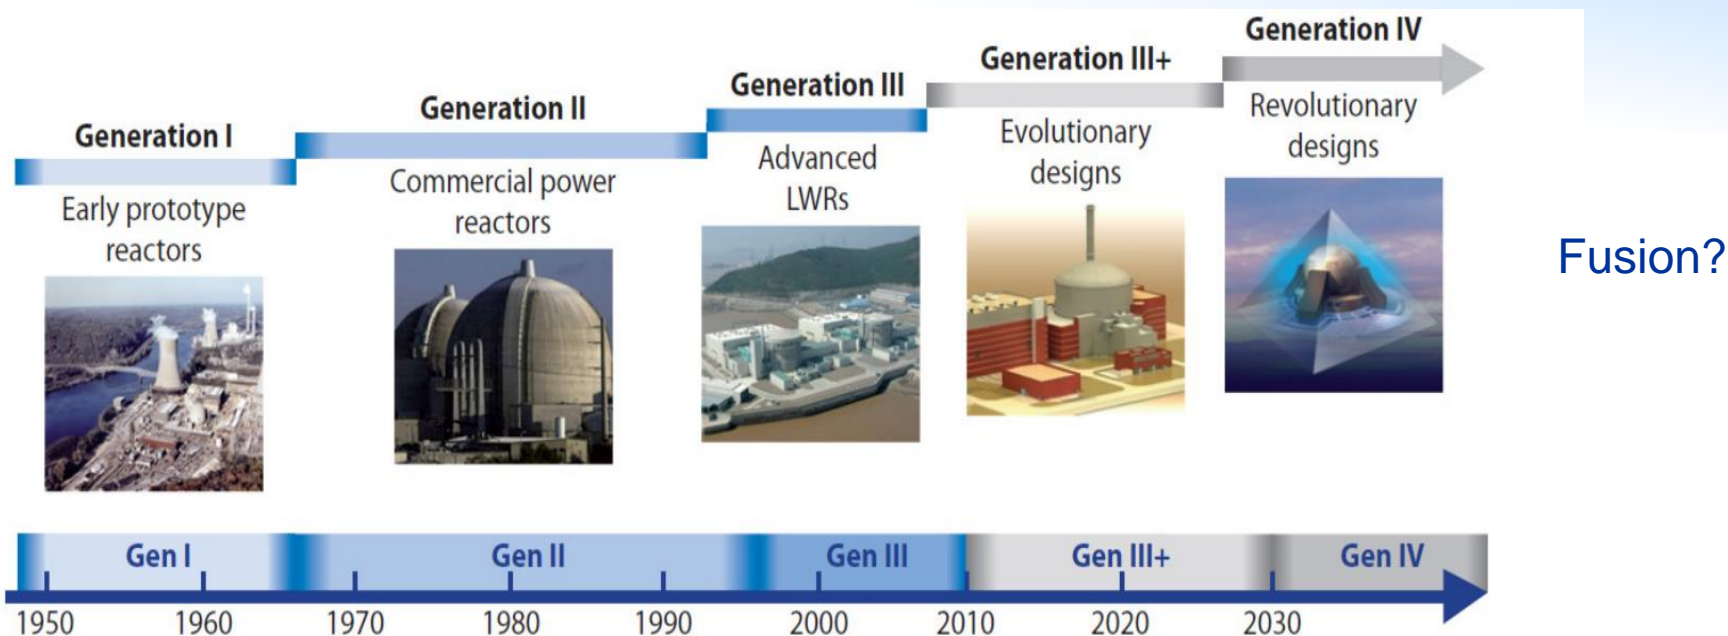 Generation I
Early prototype
reactors
Generation II
Commercial power
reactors
Generation III
Advanced
LWRs
Generation III+
Evolutionary
designs
Generation IV
Revolutionary
designs
Fusion?
Gen I
Gen II
Gen III
Gen III+
Gen IV
1950
1960
1970
1980
1990
2000
2010
2020
2030